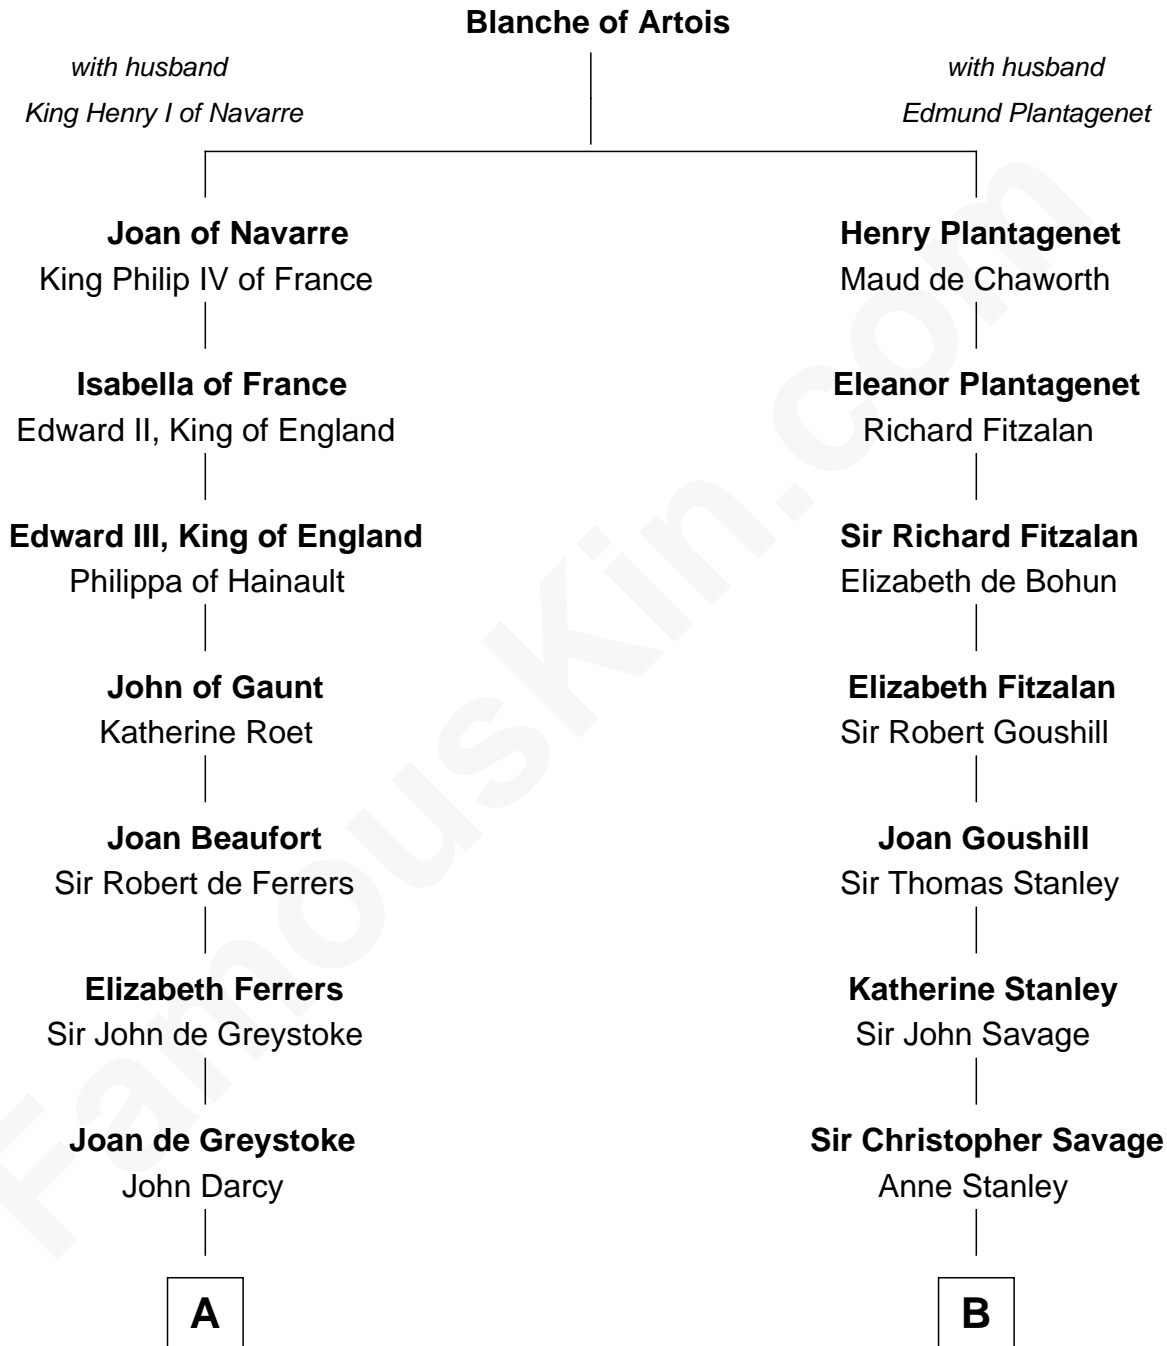 Blanche of Artois
with husband
King Henry I of Navarre
with husband
Edmund Plantagenet
Joan of Navarre
King Philip IV of France
Henry Plantagenet
Maud de Chaworth
Isabella of France
Edward II, King of England
Eleanor Plantagenet
Richard Fitzalan
Edward III, King of England
Philippa of Hainault
Sir Richard Fitzalan
Elizabeth de Bohun
John of Gaunt
Katherine Roet
Elizabeth Fitzalan
Sir Robert Goushill
Joan Beaufort
Sir Robert de Ferrers
Joan Goushill
Sir Thomas Stanley
Elizabeth Ferrers
Sir John de Greystoke
Katherine Stanley
Sir John Savage
Joan de Greystoke
John Darcy
Sir Christopher Savage
Anne Stanley
A
B
FamousKin.com